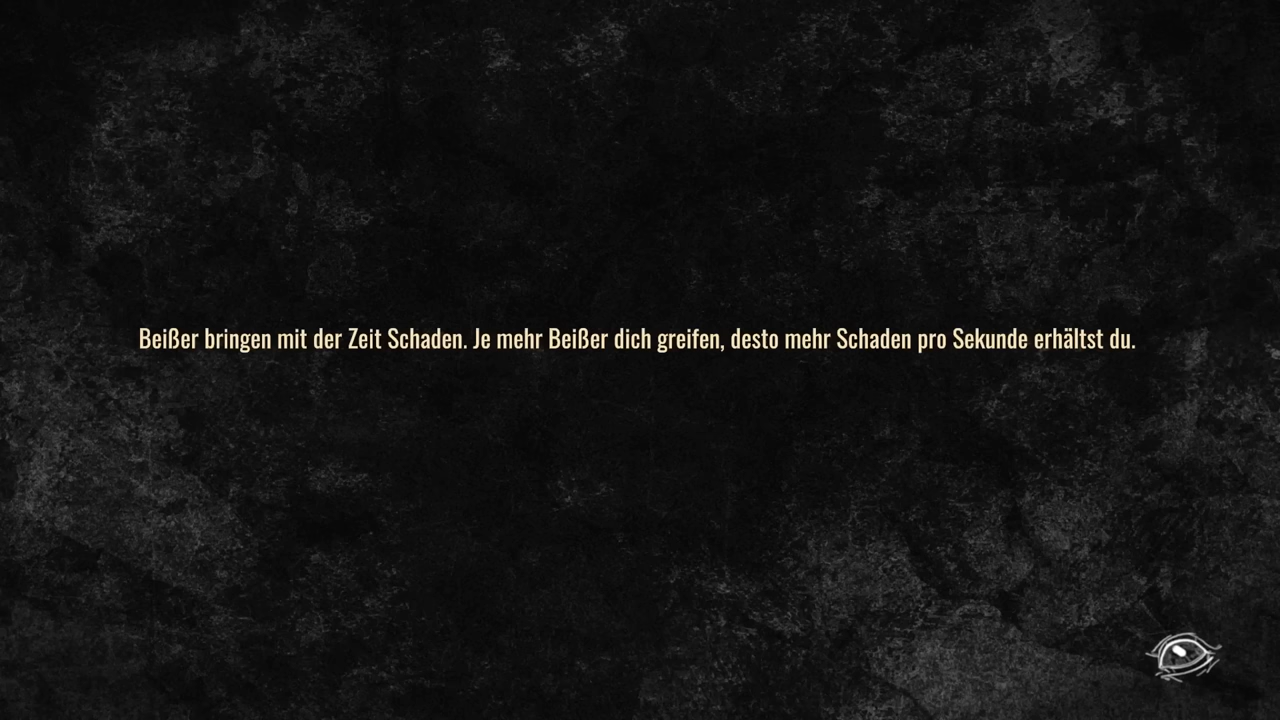 Beißer bringen mit der Zeit Schaden. Je mehr Beißer dich greifen, desto mehr Schaden pro Sekunde erhältst du.